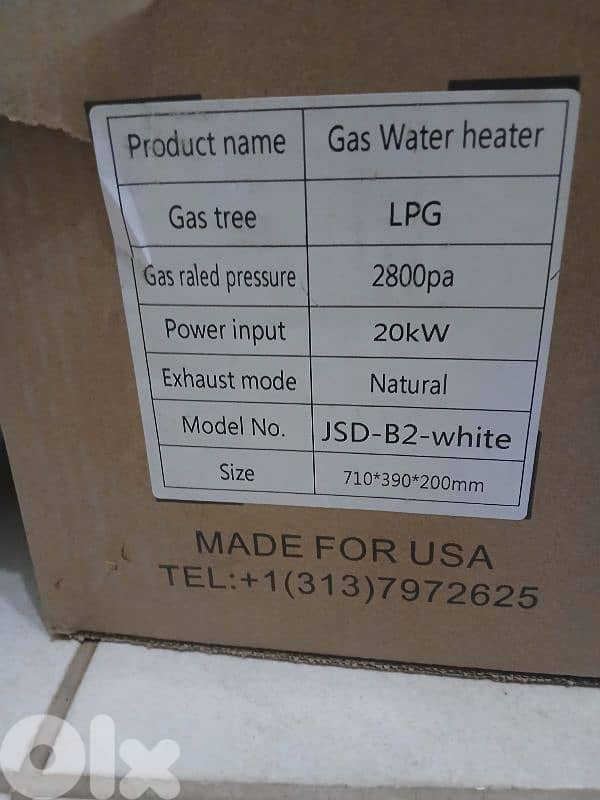 Product name Gas Water heater
Gas tree LPG
Gas raled pressure 2800pa
Power input 20kW
Exhaust mode Natural
Model No. JSD-B2-white
Size 710*390*200mm
MADE FOR USA
TEL:+1(313)7972625
olx